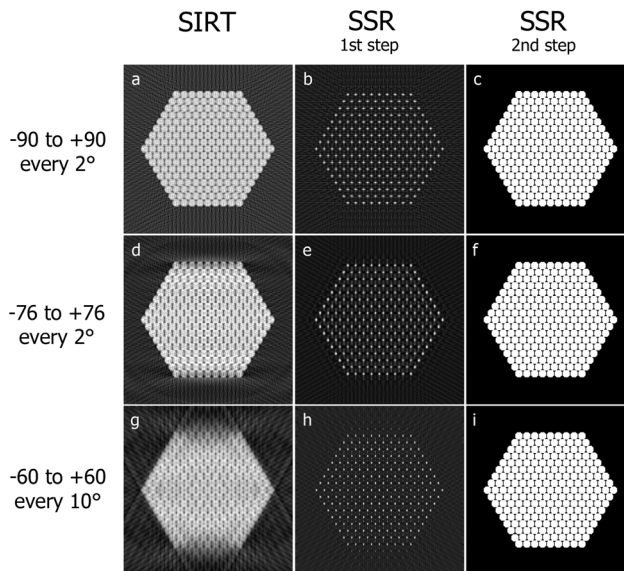 SIRT SSR SSR
1st step 2nd step
a b c
-90 to +90
every 2°
d e f
-76 to +76
every 2°
g h i
-60 to +60
every 10°